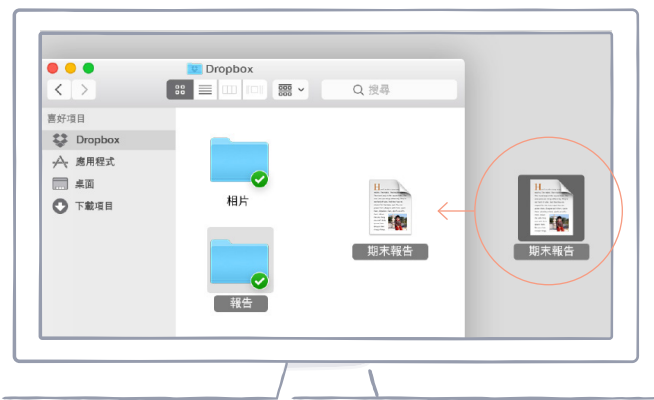 Dropbox
搜尋
喜好項目
Dropbox
應用程式
桌面
下載項目
相片
報告
期末報告
期末報告